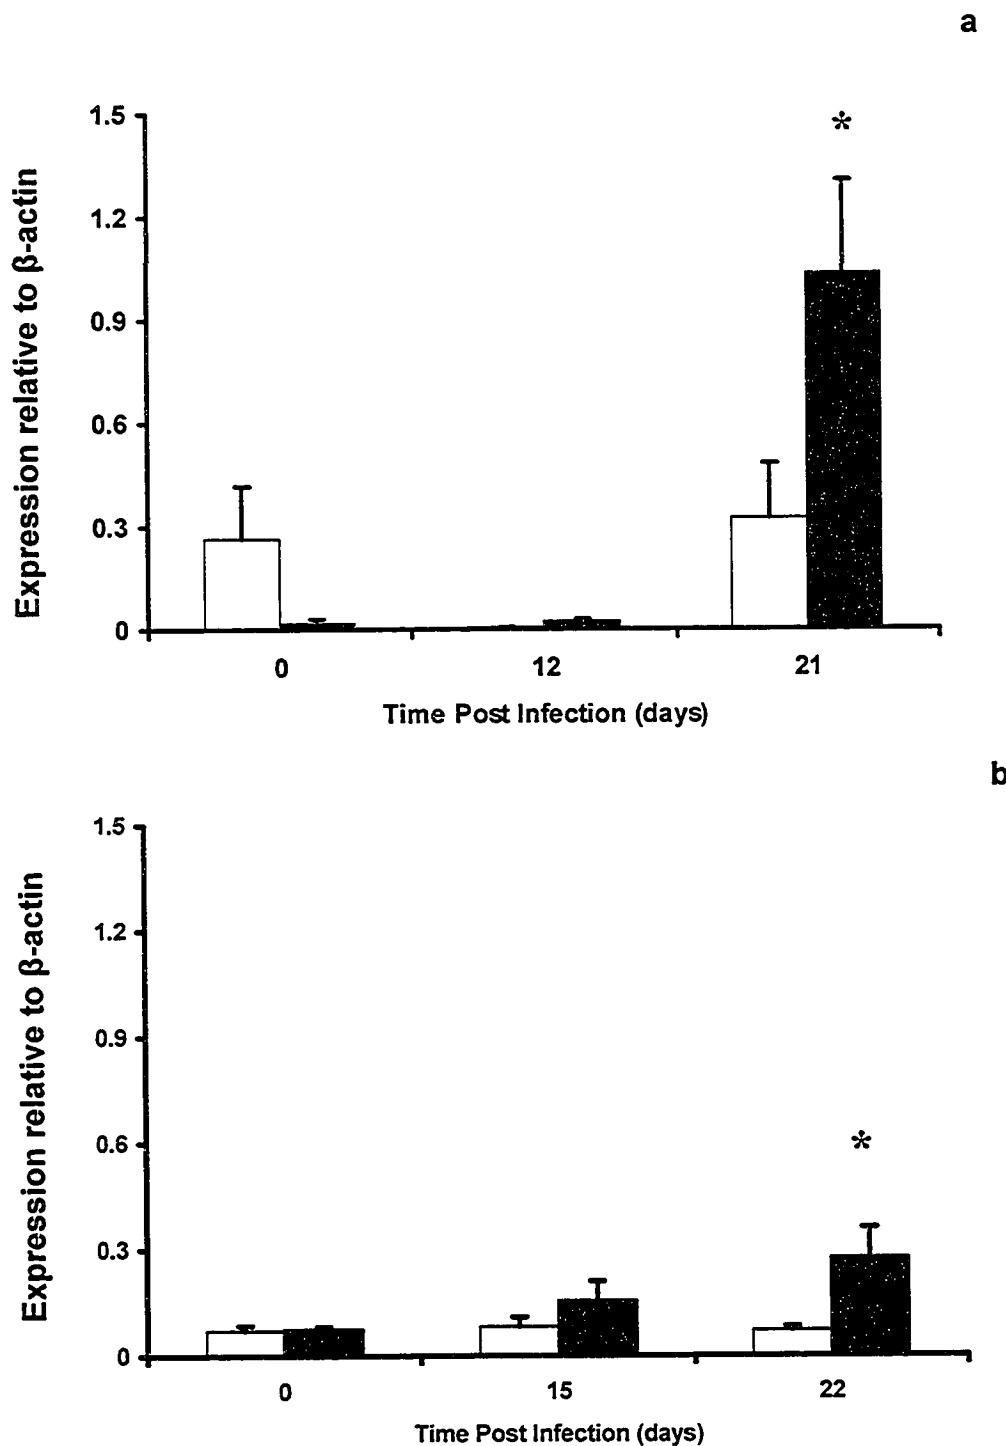 a
1.5
*
1.2
0.9
0.6
0.3
0
Expression relative to β-actin
0 12 21
Time Post Infection (days)
b
1.5
1.2
0.9
0.6
*
0.3
0
Expression relative to β-actin
0 15 22
Time Post Infection (days)